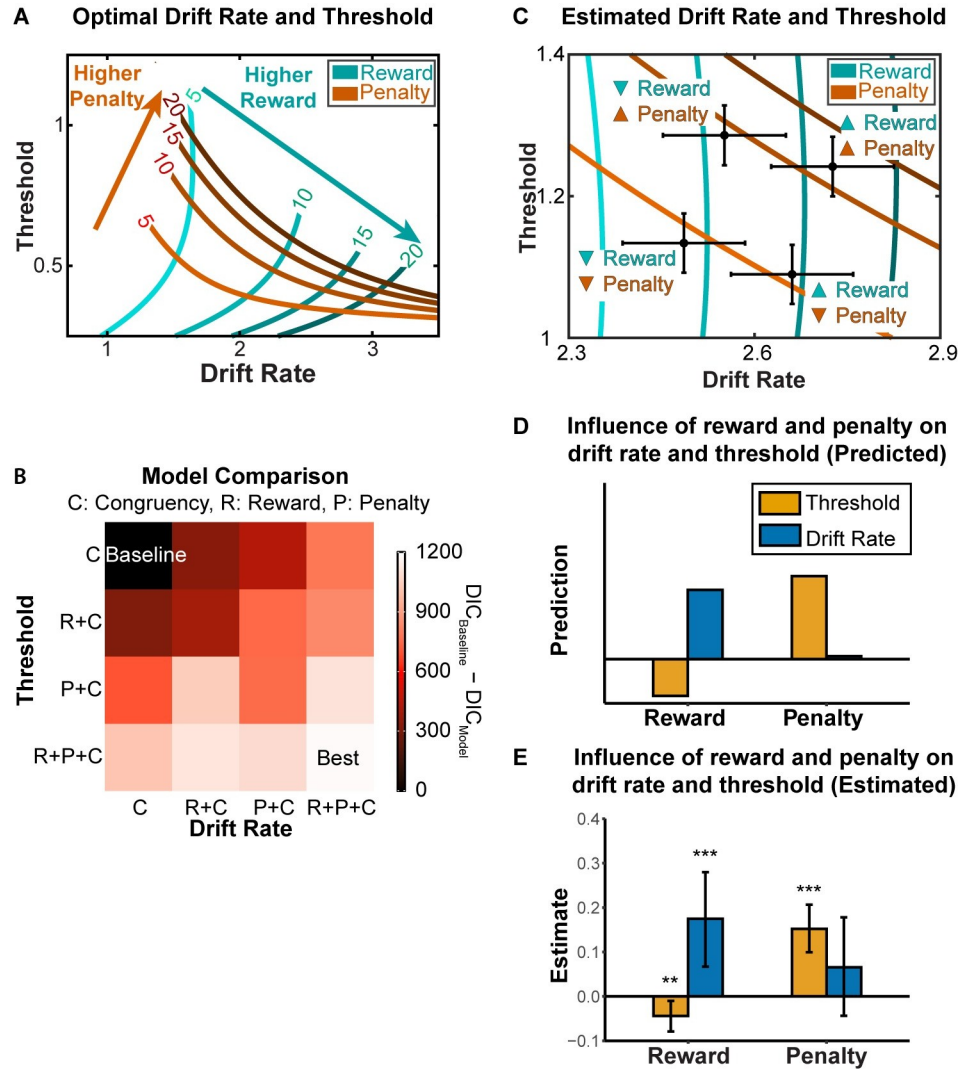 A
Optimal Drift Rate and Threshold
Higher
Penalty
Higher
Reward
Reward
Penalty
5
20
15
10
5
10
15
20
1
0.5
Threshold
1
2
3
Drift Rate
C
Estimated Drift Rate and Threshold
1.4
1.2
1
Threshold
▼ Reward
▲ Penalty
Reward
Penalty
▲ Reward
▲ Penalty
▼ Reward
▼ Penalty
▲ Reward
▼ Penalty
2.3
2.6
2.9
Drift Rate
B
Model Comparison
C: Congruency, R: Reward, P: Penalty
C
Baseline
R+C
P+C
R+P+C
Best
Threshold
C
R+C
P+C
R+P+C
Drift Rate
1200
900
600
300
0
DIC Baseline − DIC Model
D
Influence of reward and penalty on
drift rate and threshold (Predicted)
Threshold
Drift Rate
Prediction
Reward
Penalty
E
Influence of reward and penalty on
drift rate and threshold (Estimated)
0.4
0.3
0.2
0.1
0.0
−0.1
Estimate
**
***
***
Reward
Penalty